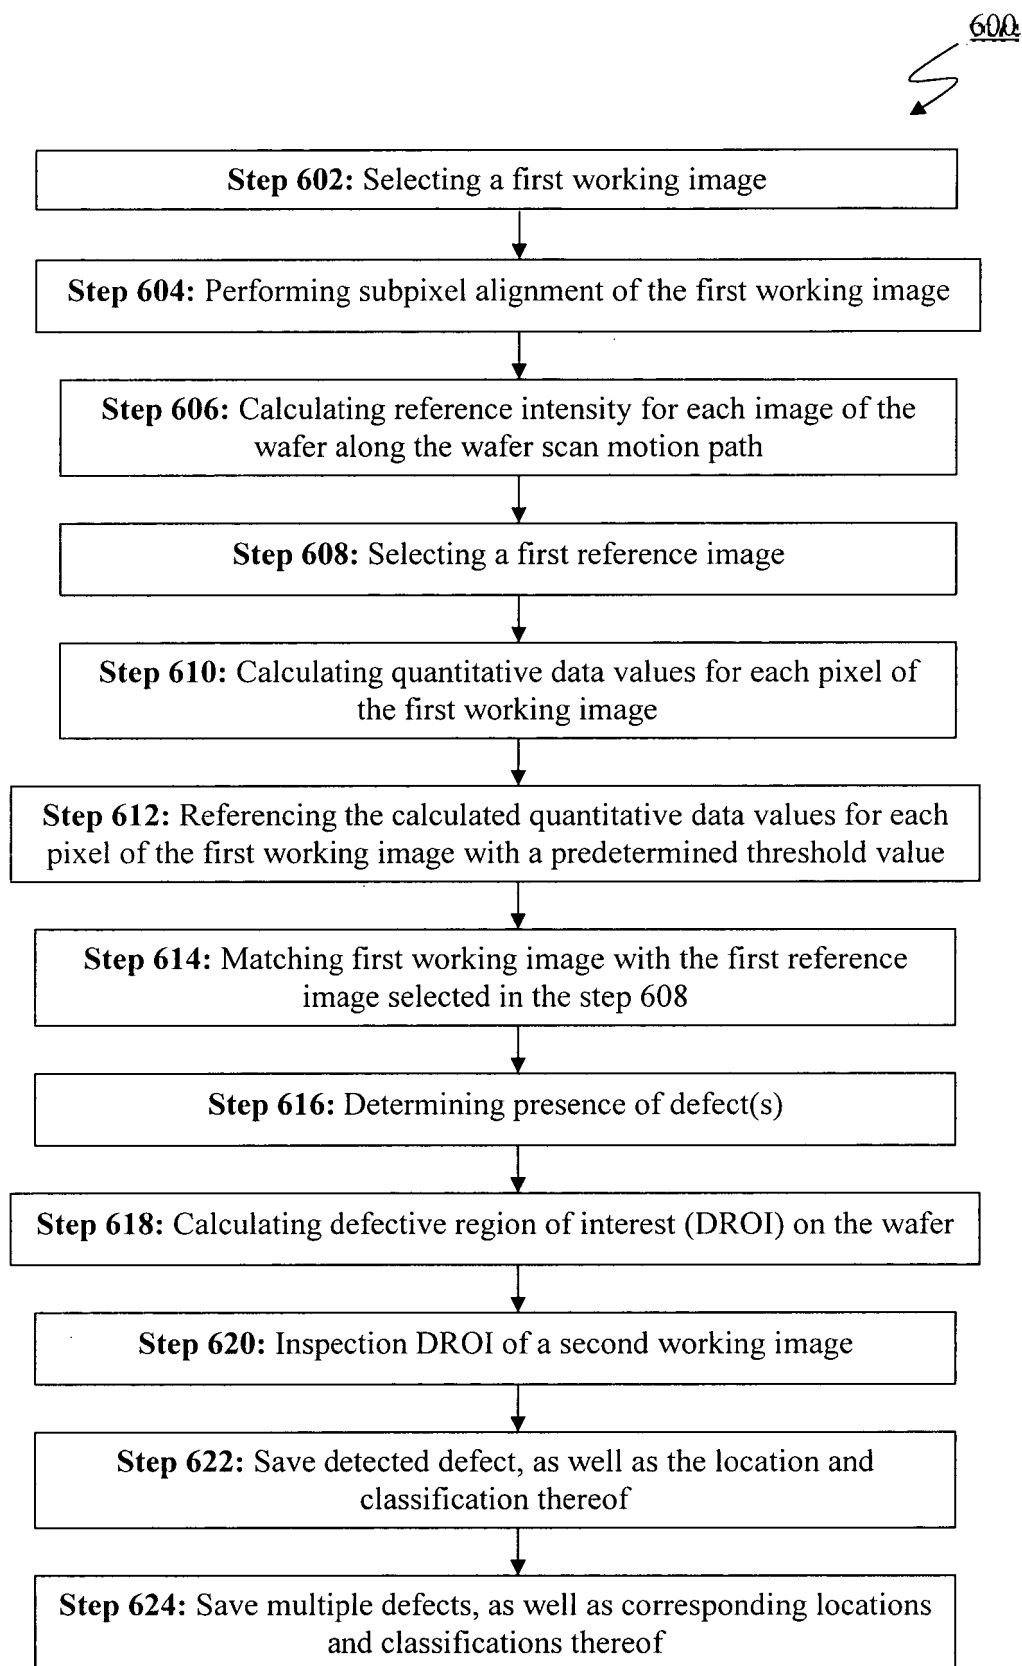 600
Step 602: Selecting a first working image
Step 604: Performing subpixel alignment of the first working image
Step 606: Calculating reference intensity for each image of the
wafer along the wafer scan motion path
Step 608: Selecting a first reference image
Step 610: Calculating quantitative data values for each pixel of
the first working image
Step 612: Referencing the calculated quantitative data values for each
pixel of the first working image with a predetermined threshold value
Step 614: Matching first working image with the first reference
image selected in the step 608
Step 616: Determining presence of defect(s)
Step 618: Calculating defective region of interest (DROI) on the wafer
Step 620: Inspection DROI of a second working image
Step 622: Save detected defect, as well as the location and
classification thereof
Step 624: Save multiple defects, as well as corresponding locations
and classifications thereof